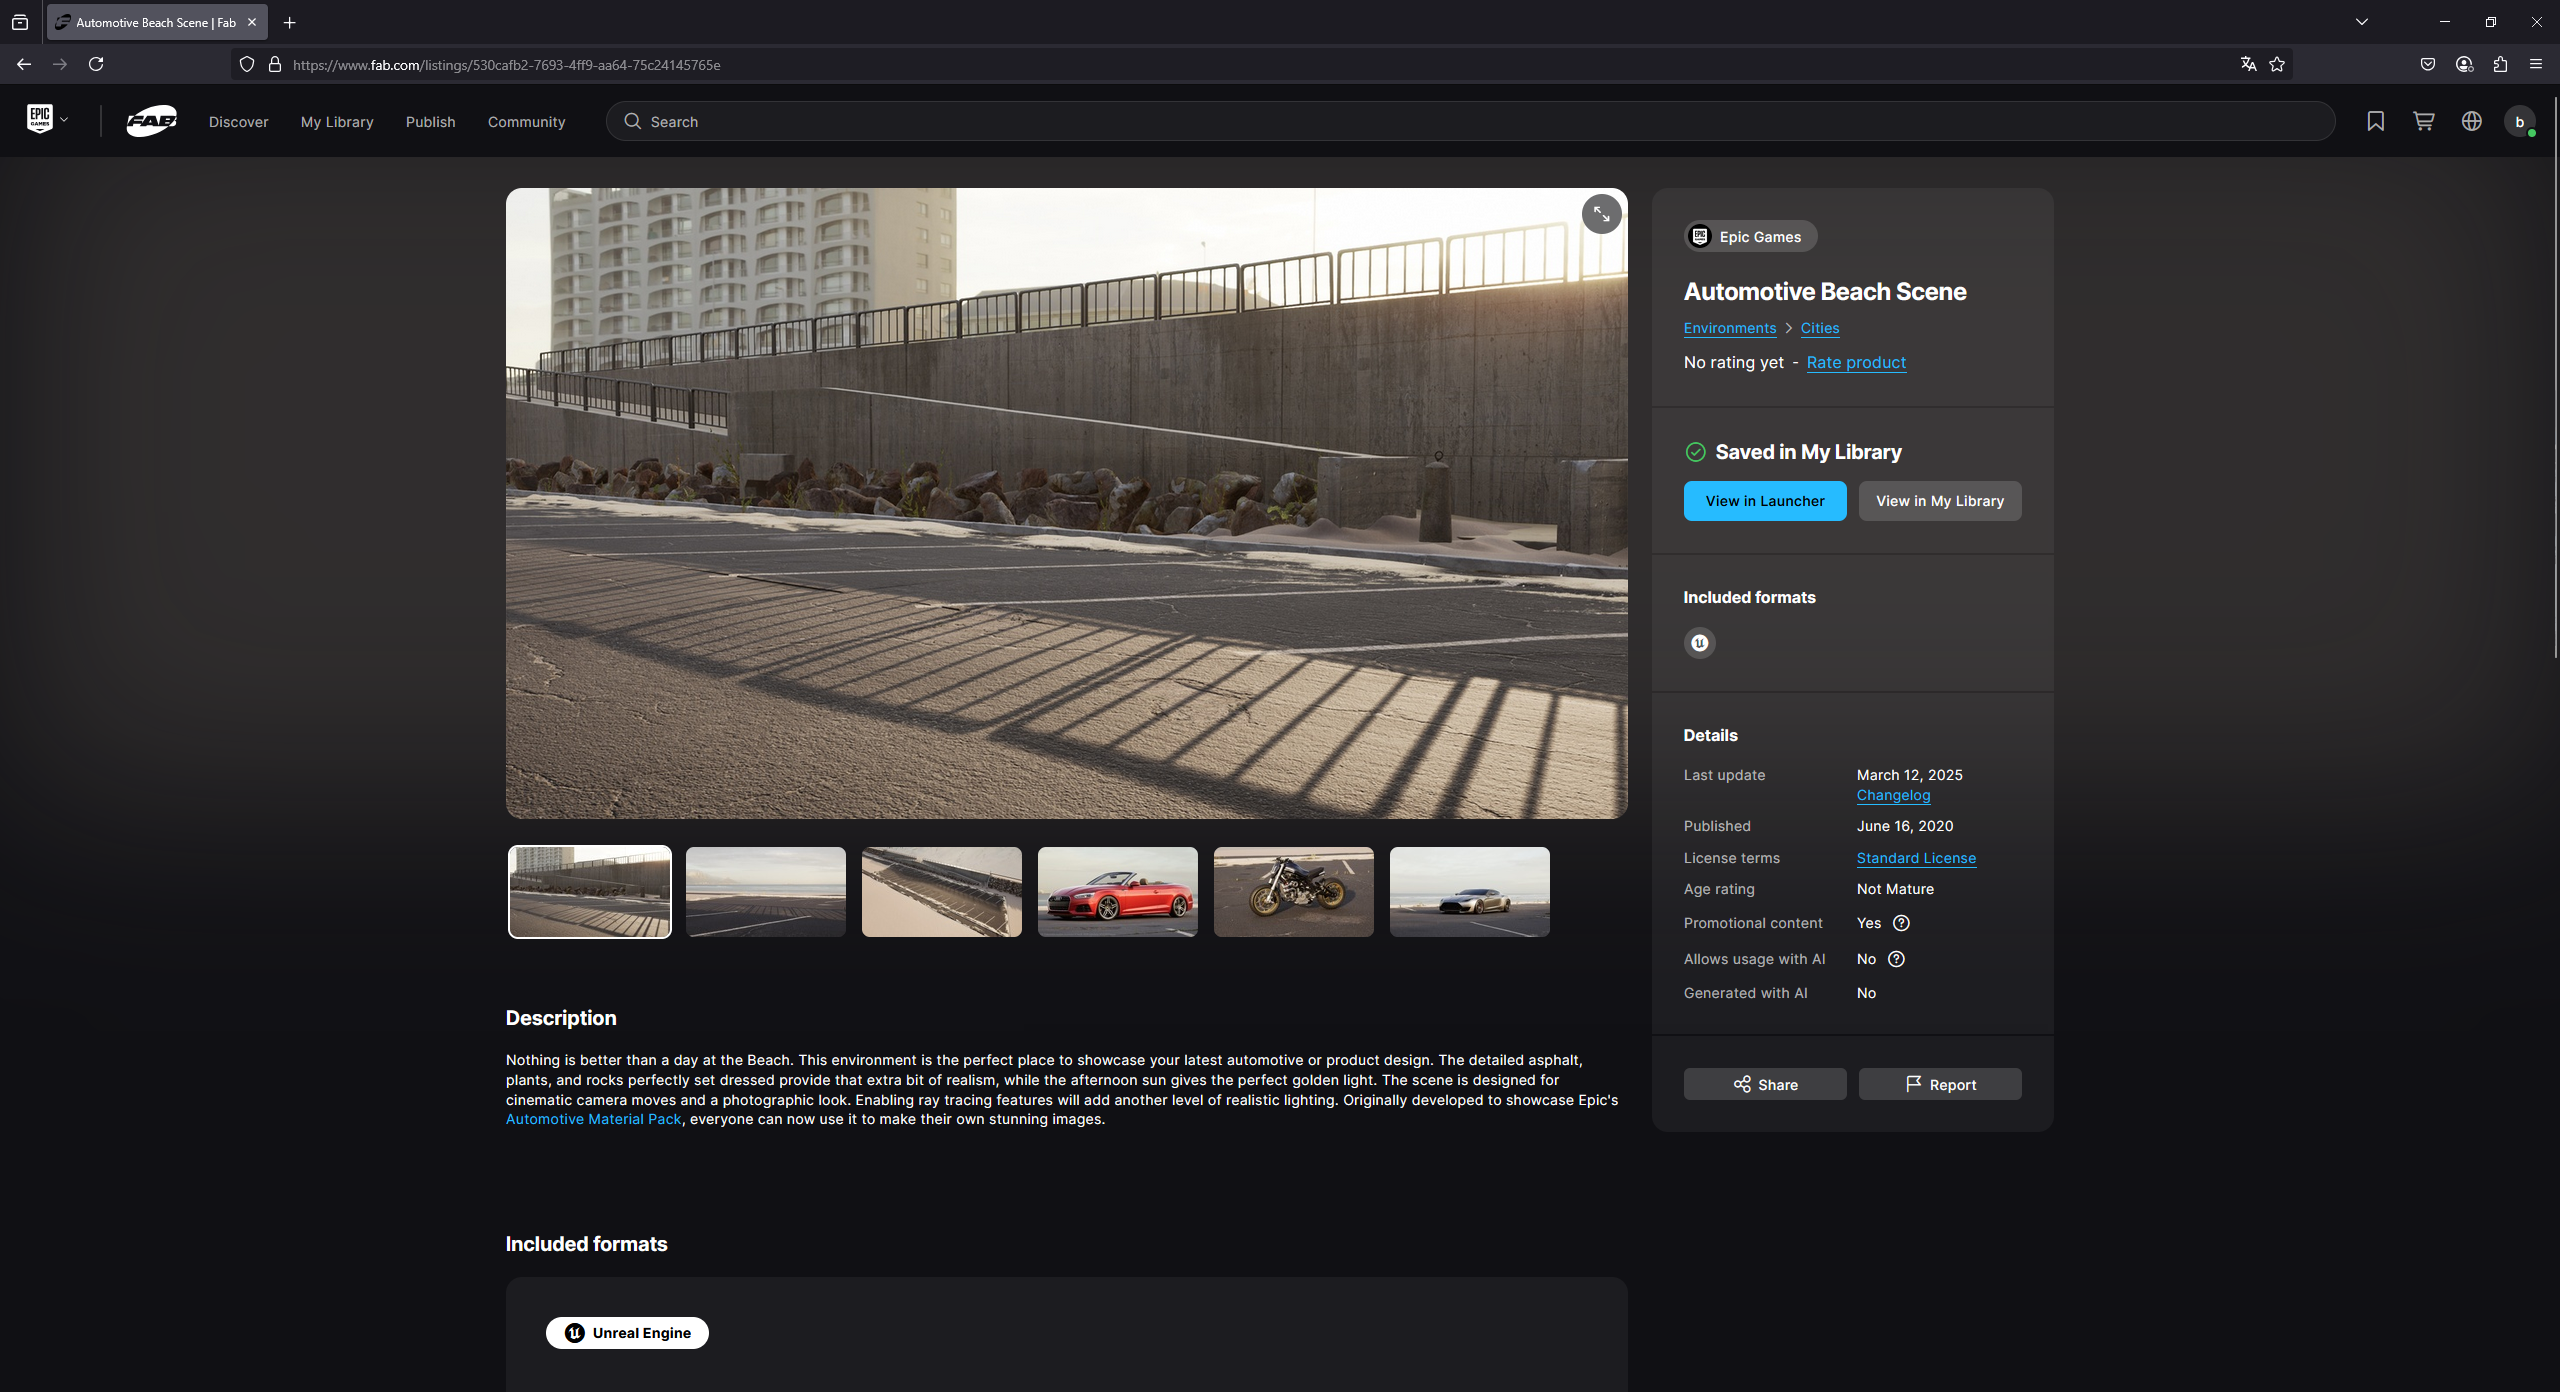 Automotive Beach Scene | Fab
https://www.fab.com/listings/530cafb2-7693-4ff9-aa64-75c24145765e
EPIC GAMES
FAB
Discover
My Library
Publish
Community
Search
b
Epic Games
Automotive Beach Scene
Environments > Cities
No rating yet - Rate product
Saved in My Library
View in Launcher
View in My Library
Included formats
Details
Last update March 12, 2025
Changelog
Published June 16, 2020
License terms Standard License
Age rating Not Mature
Promotional content Yes ?
Allows usage with AI No ?
Generated with AI No
Share
Report
Description
Nothing is better than a day at the Beach. This environment is the perfect place to showcase your latest automotive or product design. The detailed asphalt,
plants, and rocks perfectly set dressed provide that extra bit of realism, while the afternoon sun gives the perfect golden light. The scene is designed for
cinematic camera moves and a photographic look. Enabling ray tracing features will add another level of realistic lighting. Originally developed to showcase Epic's
Automotive Material Pack, everyone can now use it to make their own stunning images.
Included formats
Unreal Engine